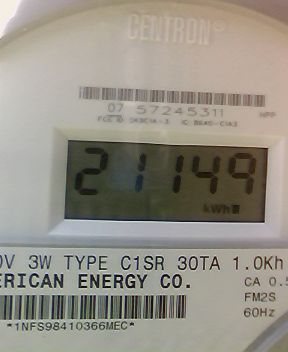 CENTRON®
07 57245311 HPP
21149
kWh
0V 3W TYPE C1SR 30TA 1.0Kh
ERICAN ENERGY CO. CA 0.5
FM2S
*1NFS98410366MEC* 60Hz